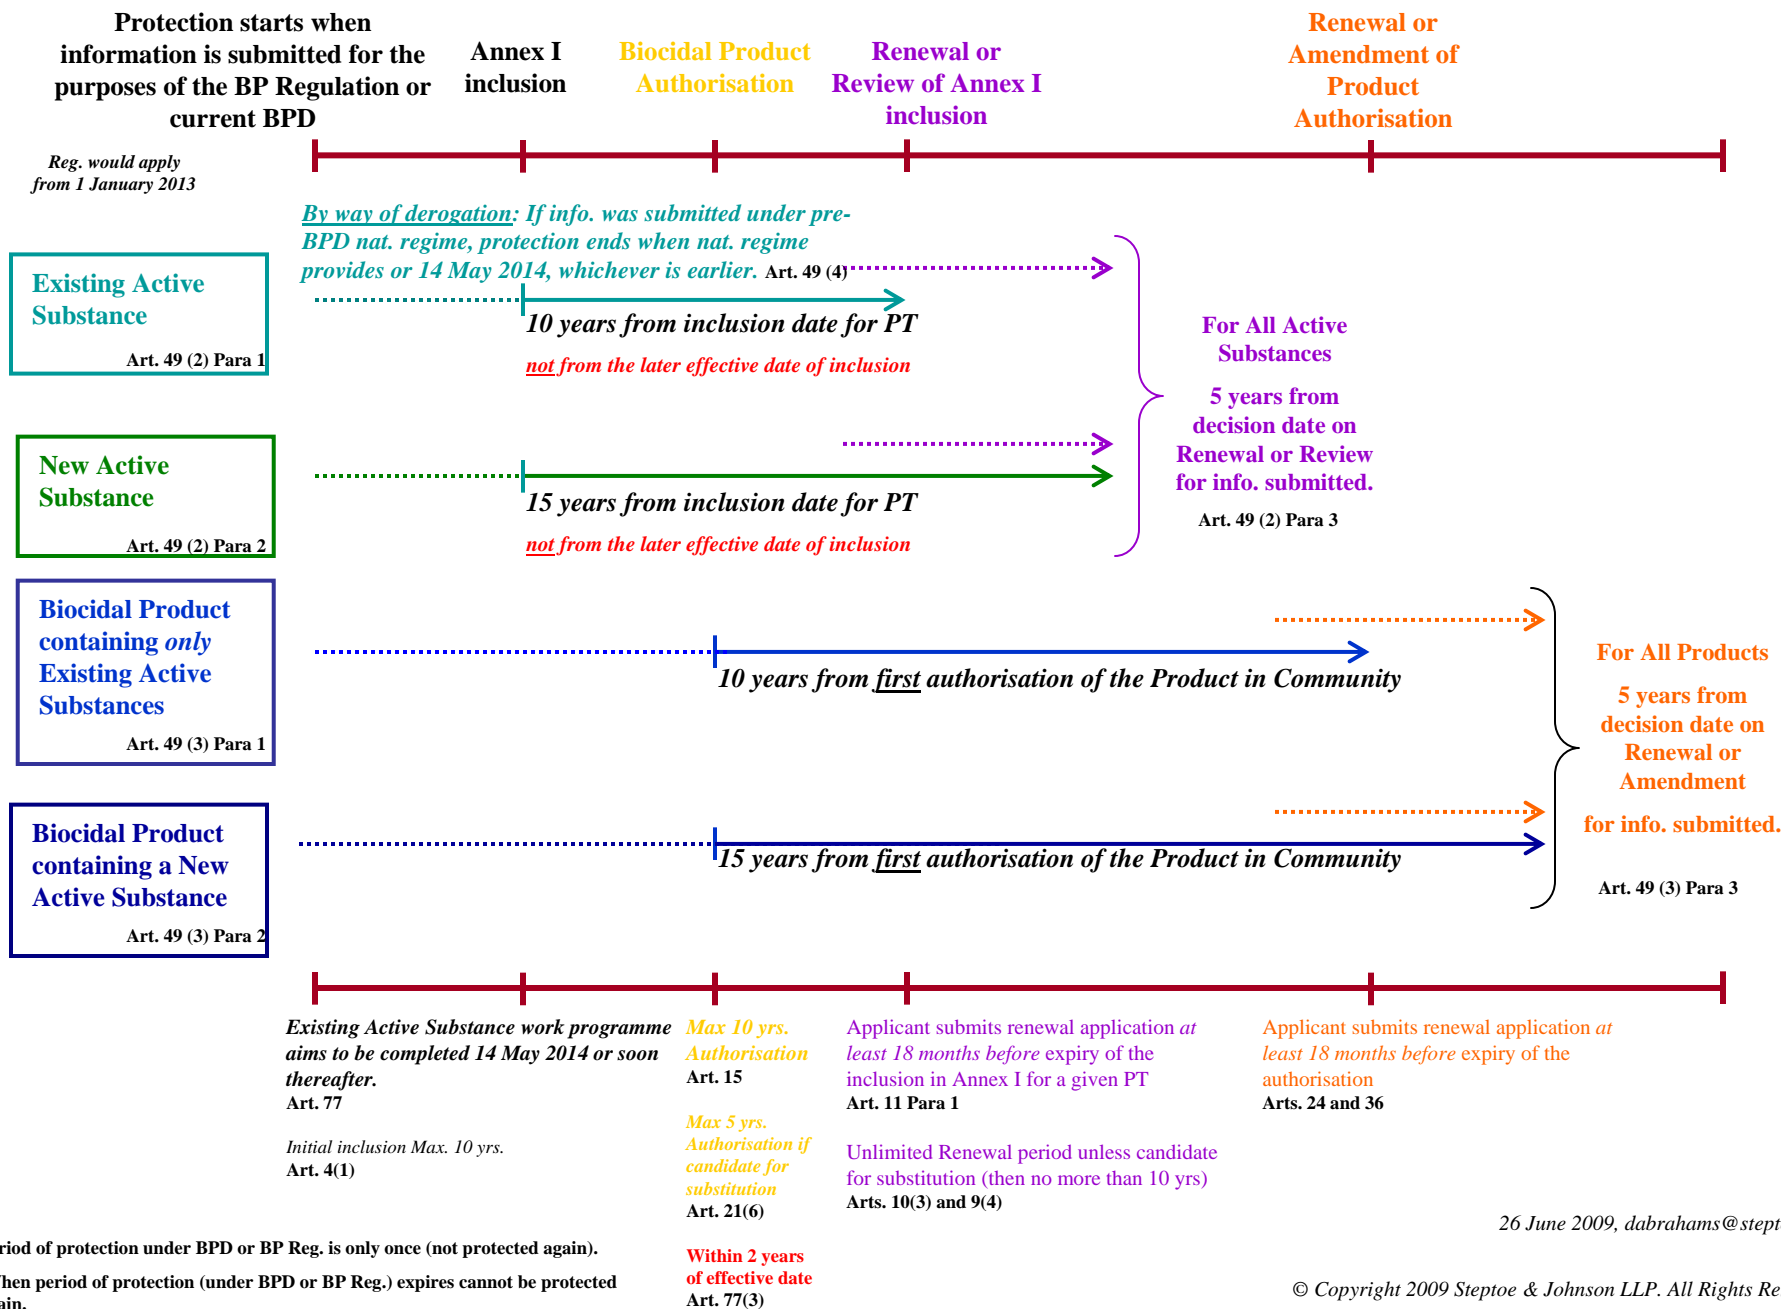 Protection starts when
information is submitted for the
purposes of the BP Regulation or
current BPD
Annex I
inclusion
Biocidal Product
Authorisation
Renewal or
Review of Annex I
inclusion
Renewal or
Amendment of
Product
Authorisation
Reg. would apply
from 1 January 2013
By way of derogation: If info. was submitted under pre-
BPD nat. regime, protection ends when nat. regime
provides or 14 May 2014, whichever is earlier. Art. 49 (4)
Existing Active
Substance
Art. 49 (2) Para 1
10 years from inclusion date for PT
not from the later effective date of inclusion
New Active
Substance
Art. 49 (2) Para 2
15 years from inclusion date for PT
not from the later effective date of inclusion
For All Active
Substances
5 years from
decision date on
Renewal or Review
for info. submitted.
Art. 49 (2) Para 3
Biocidal Product
containing only
Existing Active
Substances
Art. 49 (3) Para 1
10 years from first authorisation of the Product in Community
Biocidal Product
containing a New
Active Substance
Art. 49 (3) Para 2
15 years from first authorisation of the Product in Community
For All Products
5 years from
decision date on
Renewal or
Amendment
for info. submitted.
Art. 49 (3) Para 3
Existing Active Substance work programme
aims to be completed 14 May 2014 or soon
thereafter.
Art. 77
Initial inclusion Max. 10 yrs.
Art. 4(1)
Max 10 yrs.
Authorisation
Art. 15
Max 5 yrs.
Authorisation if
candidate for
substitution
Art. 21(6)
Within 2 years
of effective date
Art. 77(3)
Applicant submits renewal application at
least 18 months before expiry of the
inclusion in Annex I for a given PT
Art. 11 Para 1
Unlimited Renewal period unless candidate
for substitution (then no more than 10 yrs)
Arts. 10(3) and 9(4)
Applicant submits renewal application at
least 18 months before expiry of the
authorisation
Arts. 24 and 36
riod of protection under BPD or BP Reg. is only once (not protected again).
hen period of protection (under BPD or BP Reg.) expires cannot be protected
ain.
26 June 2009, dabrahams@stept
© Copyright 2009 Steptoe & Johnson LLP. All Rights Re